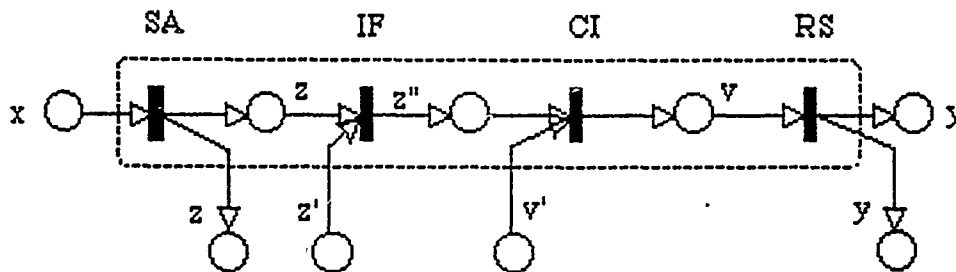 SA IF CI RS
x z z" v y
z z' v' y